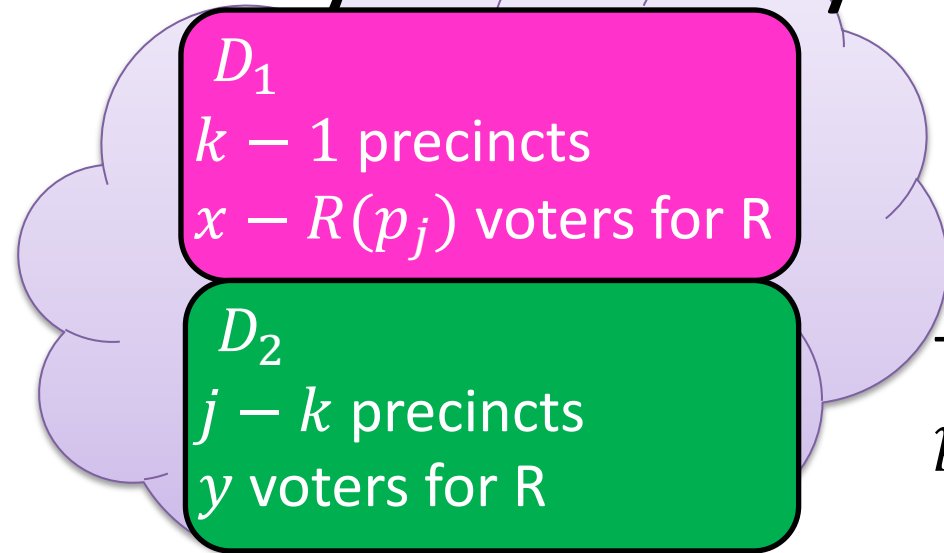 D₁
k − 1 precincts
x − R(pⱼ) voters for R
D₂
j − k precincts
y voters for R